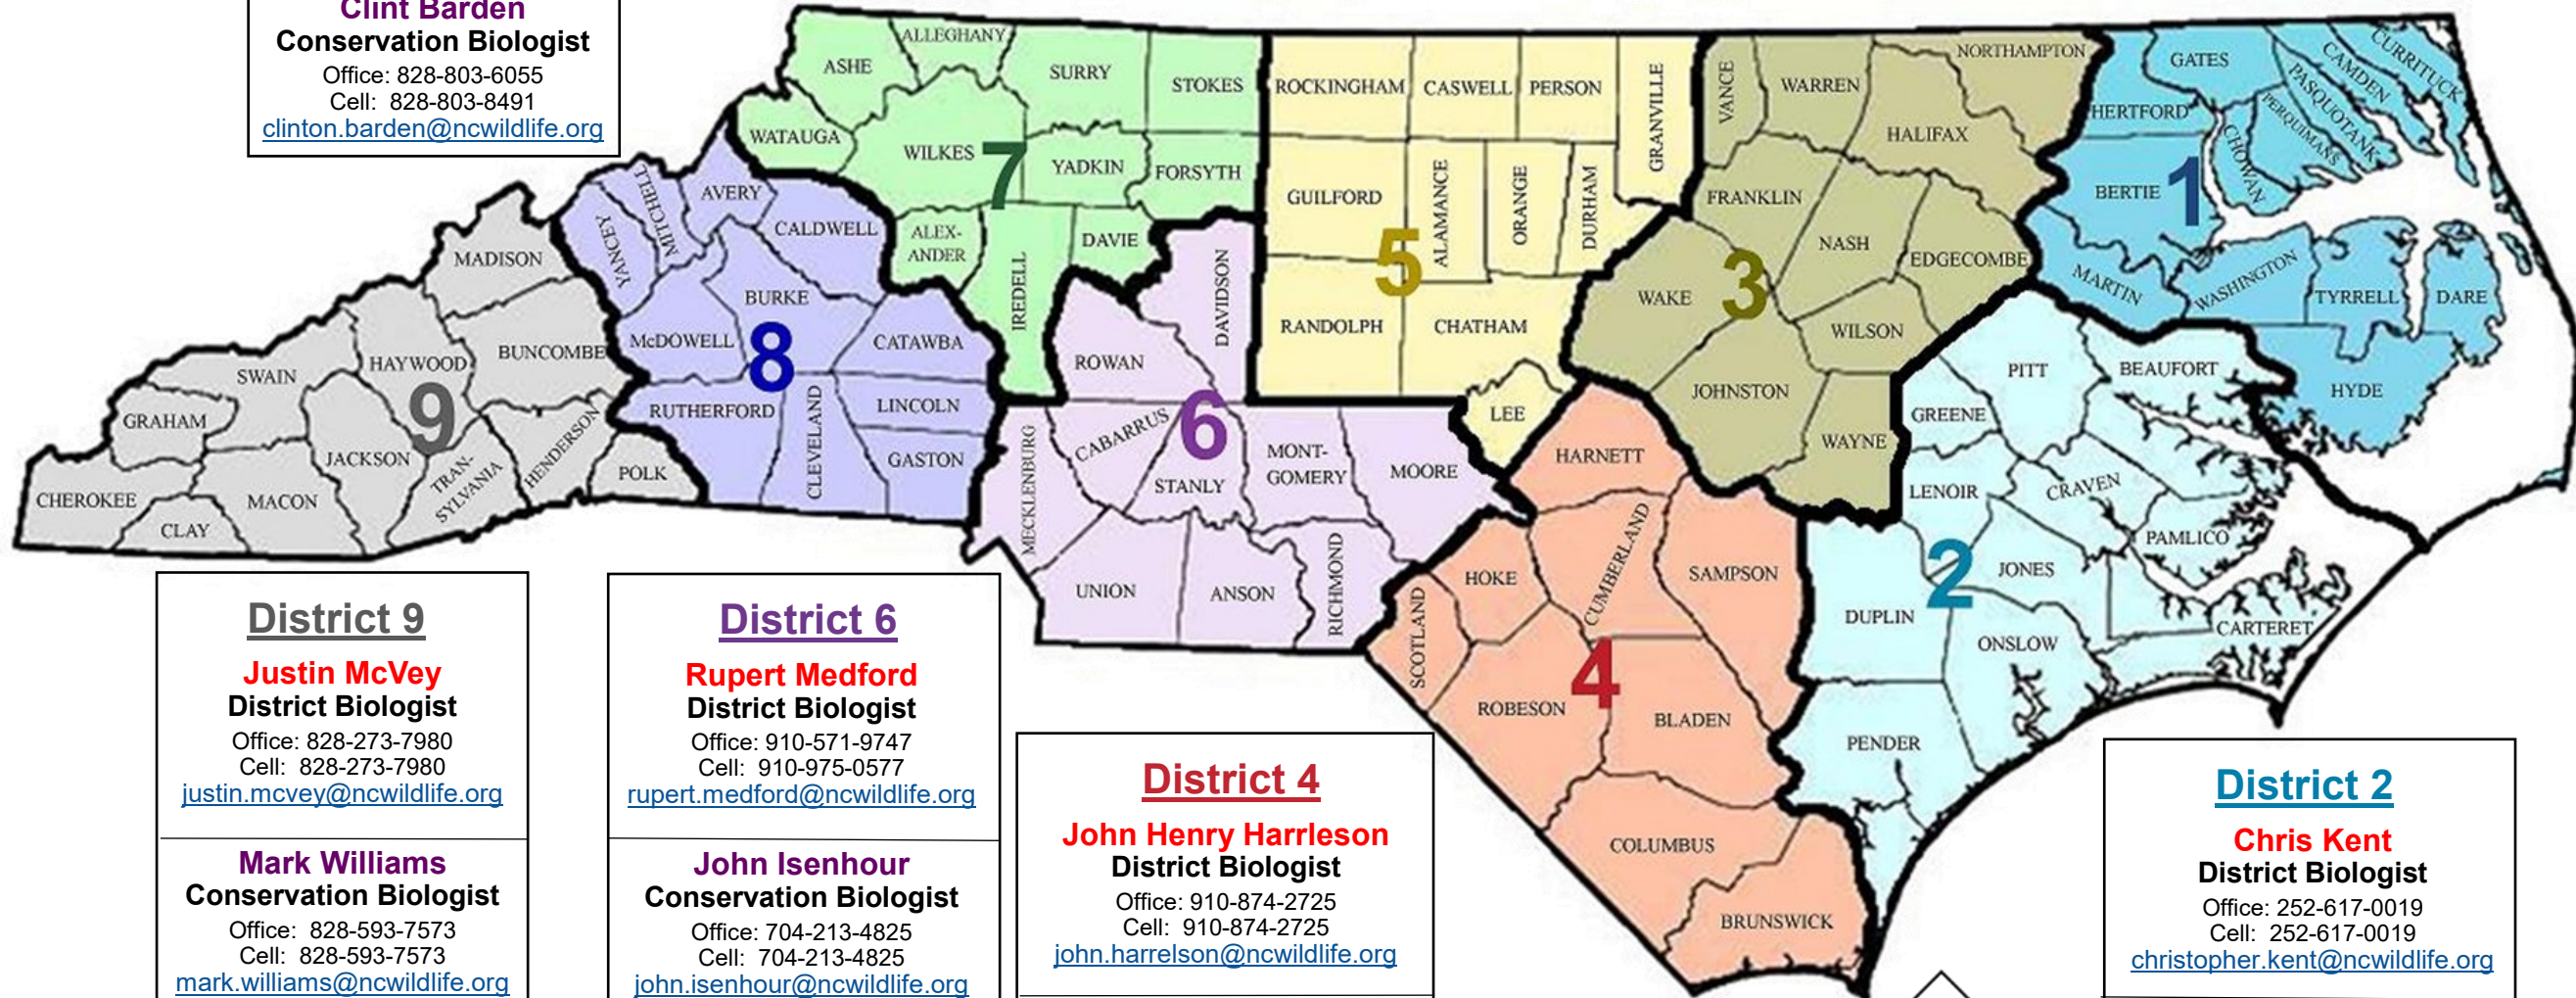 Clint Barden
Conservation Biologist
Office: 828-803-6055
Cell: 828-803-8491
clinton.barden@ncwildlife.org
ASHE
ALLEGHANY
SURRY
STOKES
WATAUGA
WILKES
7
YADKIN
FORSYTH
ALEX-
ANDER
IREDELL
DAVIE
ROCKINGHAM
CASWELL
PERSON
GRANVILLE
GUILFORD
ALAMANCE
ORANGE
DURHAM
5
RANDOLPH
CHATHAM
LEE
VANCE
WARREN
NORTHAMPTON
HALIFAX
FRANKLIN
NASH
EDGECOMBE
WAKE
3
WILSON
JOHNSTON
WAYNE
GATES
CURRITUCK
CAMDEN
PASQUOTANK
PERQUIMANS
HERTFORD
CHOWAN
BERTIE
1
MARTIN
WASHINGTON
TYRRELL
DARE
HYDE
MITCHELL
AVERY
YANCEY
CALDWELL
BURKE
McDOWELL
8
CATAWBA
RUTHERFORD
CLEVELAND
LINCOLN
GASTON
MADISON
BUNCOMBE
HAYWOOD
SWAIN
GRAHAM
9
JACKSON
TRAN-
SYLVANIA
HENDERSON
POLK
CHEROKEE
CLAY
MACON
DAVIDSON
ROWAN
CABARRUS
6
MECKLENBURG
STANLY
MONT-
GOMERY
MOORE
UNION
ANSON
RICHMOND
HARNETT
HOKE
CUMBERLAND
SAMPSON
SCOTLAND
4
ROBESON
BLADEN
COLUMBUS
BRUNSWICK
PITT
BEAUFORT
GREENE
LENOIR
CRAVEN
PAMLICO
2
JONES
DUPLIN
ONSLOW
CARTERET
PENDER
District 9
Justin McVey
District Biologist
Office: 828-273-7980
Cell: 828-273-7980
justin.mcvey@ncwildlife.org
Mark Williams
Conservation Biologist
Office: 828-593-7573
Cell: 828-593-7573
mark.williams@ncwildlife.org
District 6
Rupert Medford
District Biologist
Office: 910-571-9747
Cell: 910-975-0577
rupert.medford@ncwildlife.org
John Isenhour
Conservation Biologist
Office: 704-213-4825
Cell: 704-213-4825
john.isenhour@ncwildlife.org
District 4
John Henry Harrleson
District Biologist
Office: 910-874-2725
Cell: 910-874-2725
john.harrelson@ncwildlife.org
District 2
Chris Kent
District Biologist
Office: 252-617-0019
Cell: 252-617-0019
christopher.kent@ncwildlife.org